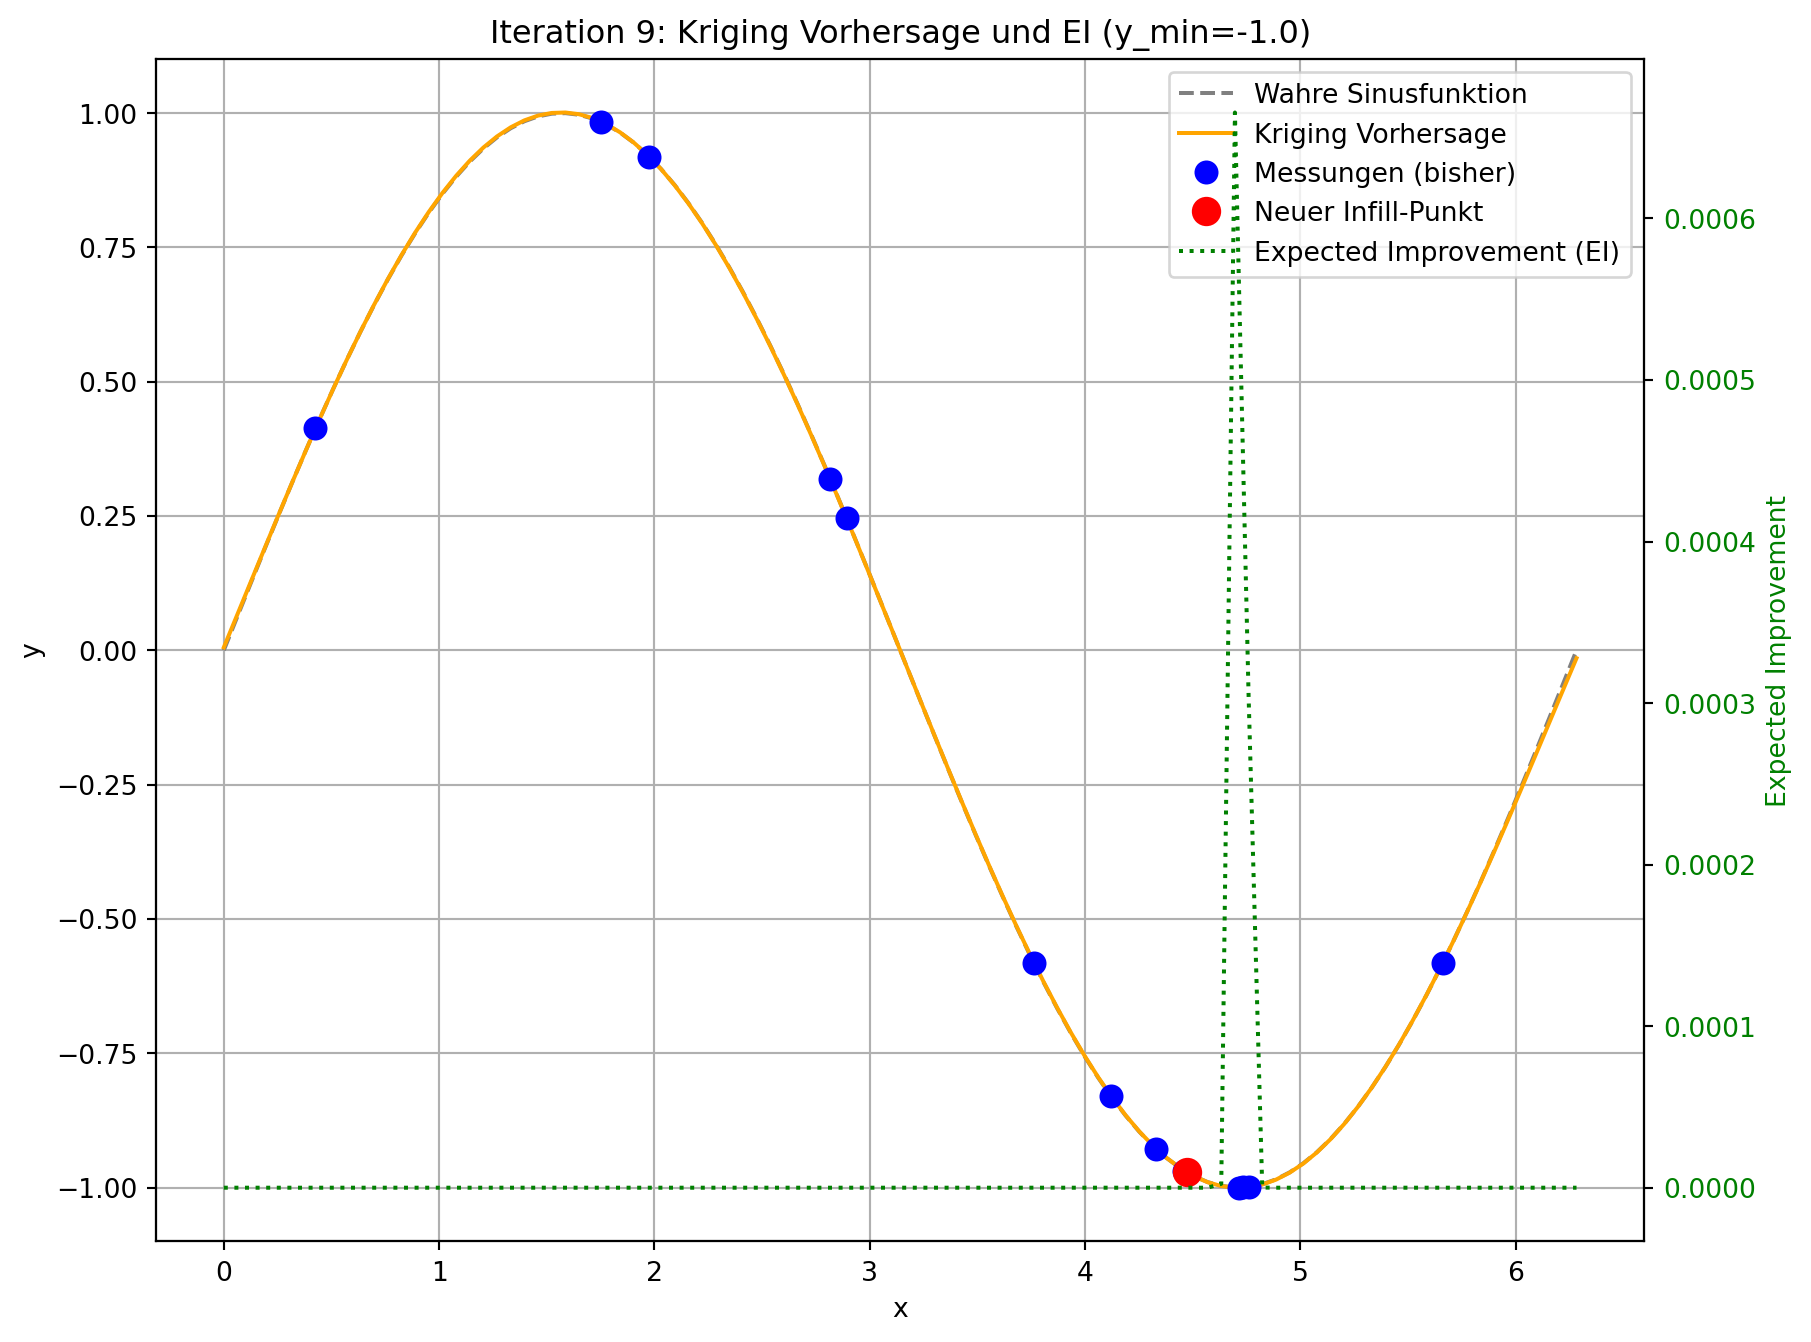 Iteration 9: Kriging Vorhersage und EI (y_min=-1.0)
Wahre Sinusfunktion
Kriging Vorhersage
Messungen (bisher)
Neuer Infill-Punkt
Expected Improvement (EI)
1.00
0.75
0.50
0.25
0.00
−0.25
−0.50
−0.75
−1.00
y
0.0006
0.0005
0.0004
0.0003
0.0002
0.0001
0.0000
Expected Improvement
0
1
2
3
4
5
6
x